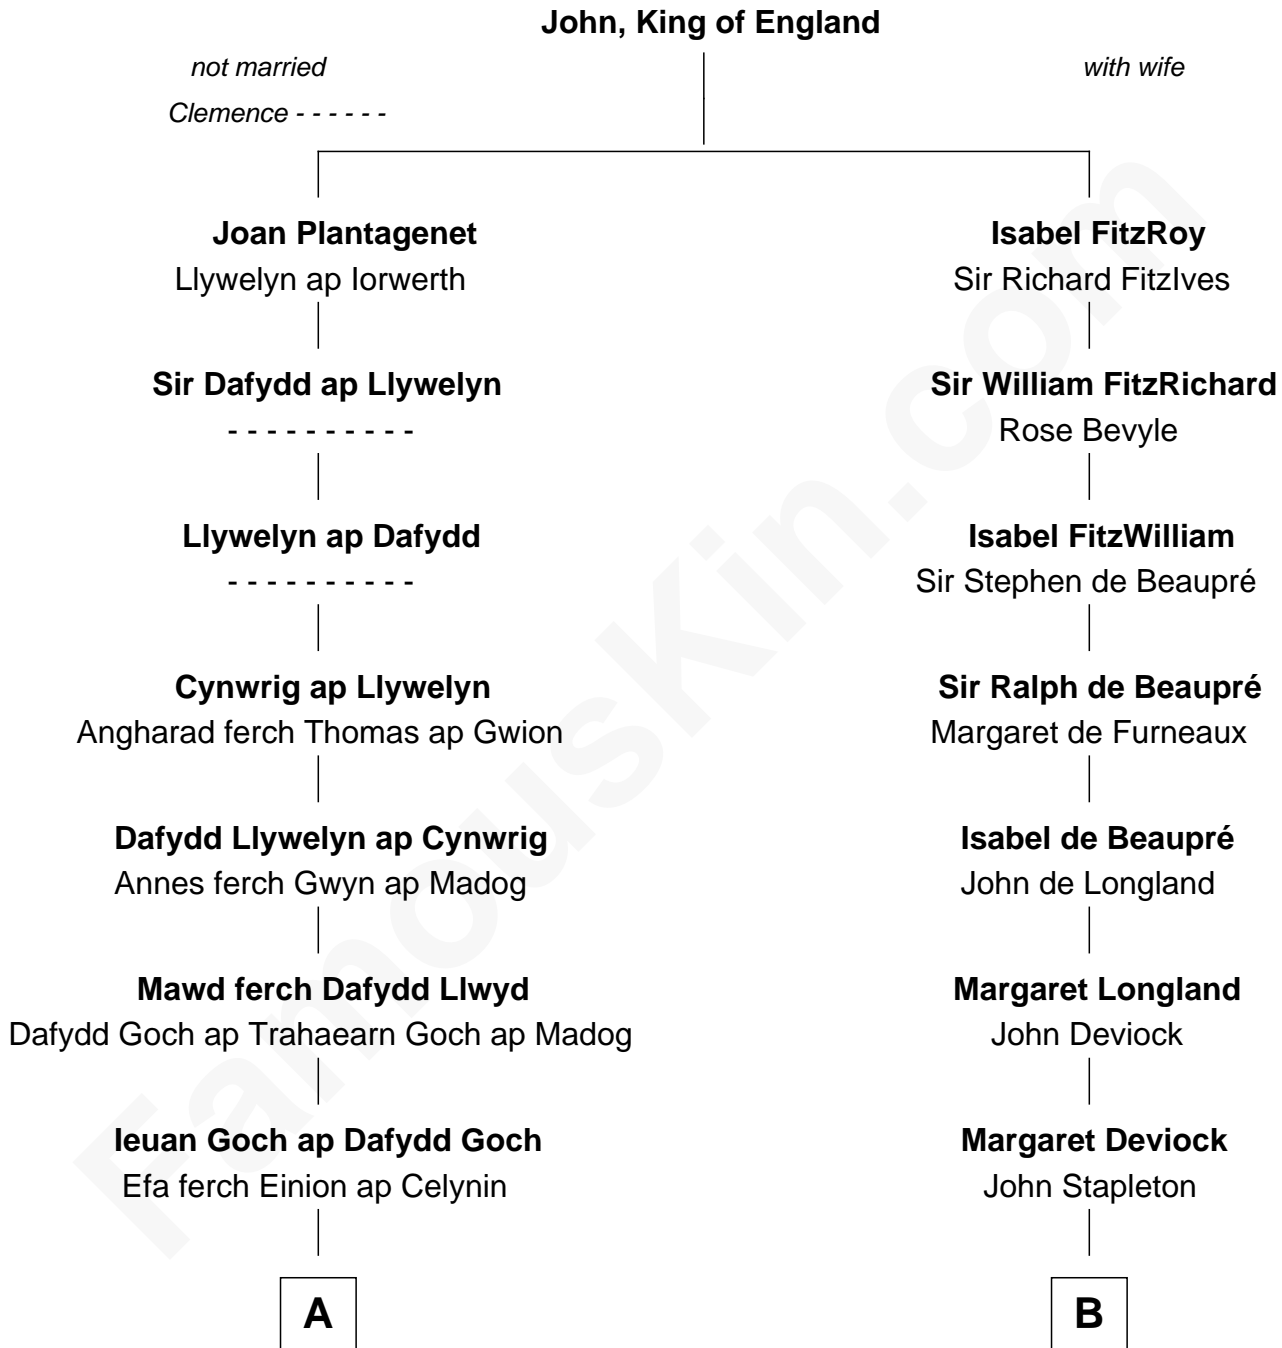 John, King of England
not married
with wife
Clemence - - - - - -
Joan Plantagenet
Llywelyn ap Iorwerth
Isabel FitzRoy
Sir Richard FitzIves
Sir Dafydd ap Llywelyn
- - - - - - - - - -
Sir William FitzRichard
Rose Bevyle
Llywelyn ap Dafydd
- - - - - - - - - -
Isabel FitzWilliam
Sir Stephen de Beaupré
Cynwrig ap Llywelyn
Angharad ferch Thomas ap Gwion
Sir Ralph de Beaupré
Margaret de Furneaux
Dafydd Llywelyn ap Cynwrig
Annes ferch Gwyn ap Madog
Isabel de Beaupré
John de Longland
Mawd ferch Dafydd Llwyd
Dafydd Goch ap Trahaearn Goch ap Madog
Margaret Longland
John Deviock
Ieuan Goch ap Dafydd Goch
Efa ferch Einion ap Celynin
Margaret Deviock
John Stapleton
A
B
FamousKin.com